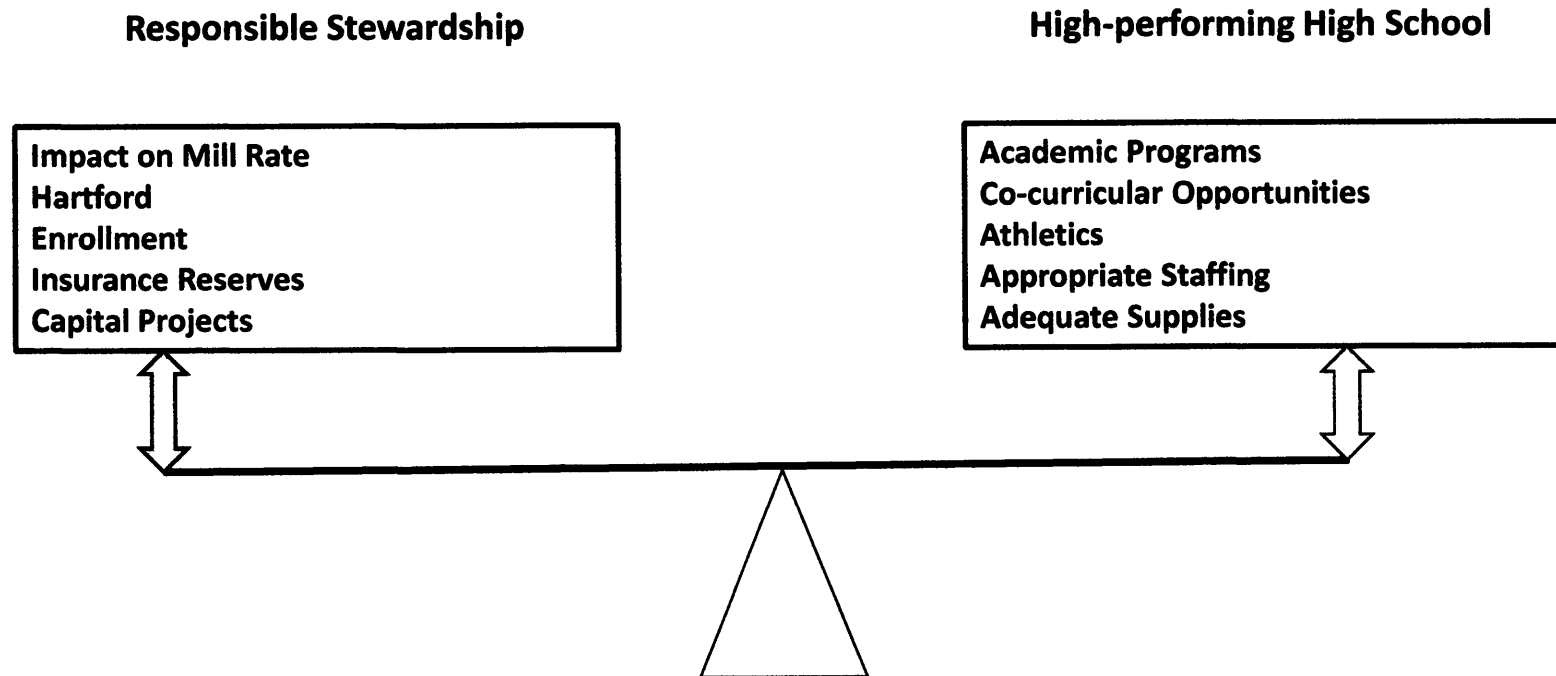 Responsible Stewardship
High-performing High School
Impact on Mill Rate
Hartford
Enrollment
Insurance Reserves
Capital Projects
Academic Programs
Co-curricular Opportunities
Athletics
Appropriate Staffing
Adequate Supplies